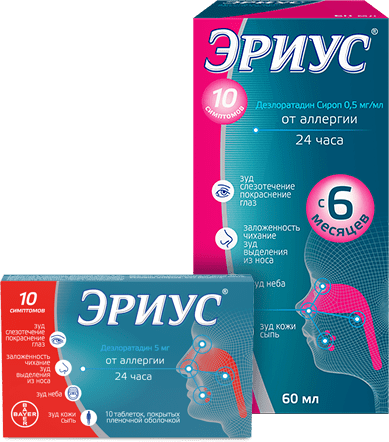 ЭРИУС®
10
СИМПТОМОВ
Дезлоратадин Сироп 0,5 мг/мл
от аллергии
24 часа
зуд
слезотечение
покраснение
глаз
с 6
месяцев
заложенность
чихание
зуд
выделения
из носа
зуд неба
зуд кожи
сыпь
60 мл
10
СИМПТОМОВ
ЭРИУС®
Дезлоратадин 5 мг
от аллергии
24 часа
зуд
слезотечение
покраснение
глаз
заложенность
чихание
зуд
выделения
из носа
зуд неба
зуд кожи
сыпь
BAYER
10 таблеток, покрытых
пленочной оболочкой